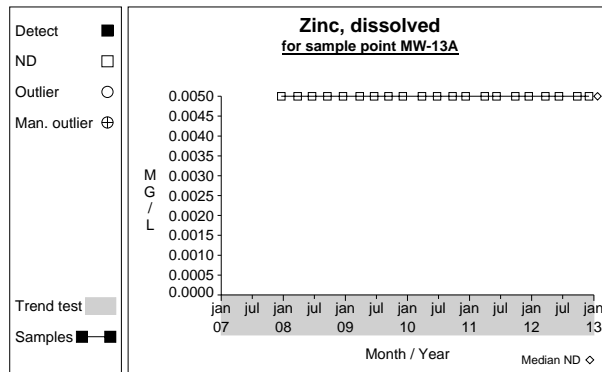 Detect
ND
Outlier
Man. outlier
Trend test
Samples
Zinc, dissolved
for sample point MW-13A
M
G
/
L
0.0050
0.0045
0.0040
0.0035
0.0030
0.0025
0.0020
0.0015
0.0010
0.0005
0.0000
jan jul jan jul jan jul jan jul jan jul jan jul jan
07 08 09 10 11 12 13
Month / Year
Median ND